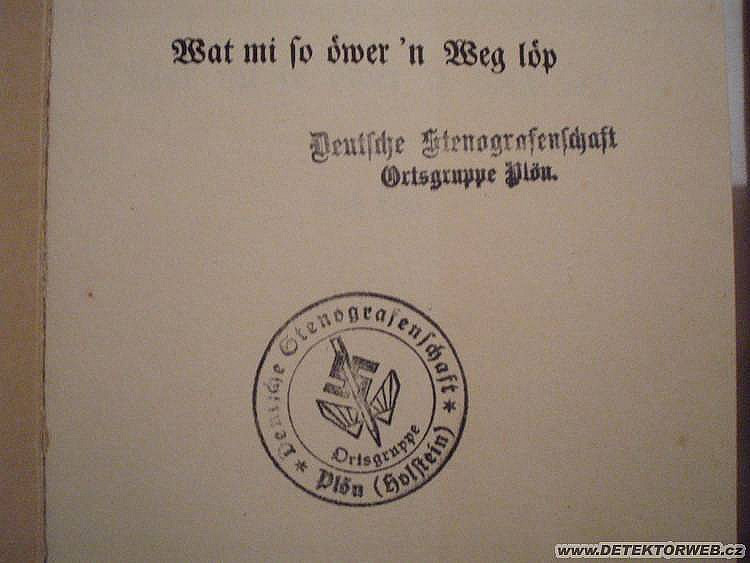 Wat mi ſo öwer 'n Weg löp
Deutſche Stenografenſchaft
Ortsgruppe Plön.
* Deutſche Stenografenſchaft *
Ortsgruppe
Plön (Holſtein)
www.DETEKTORWEB.cz